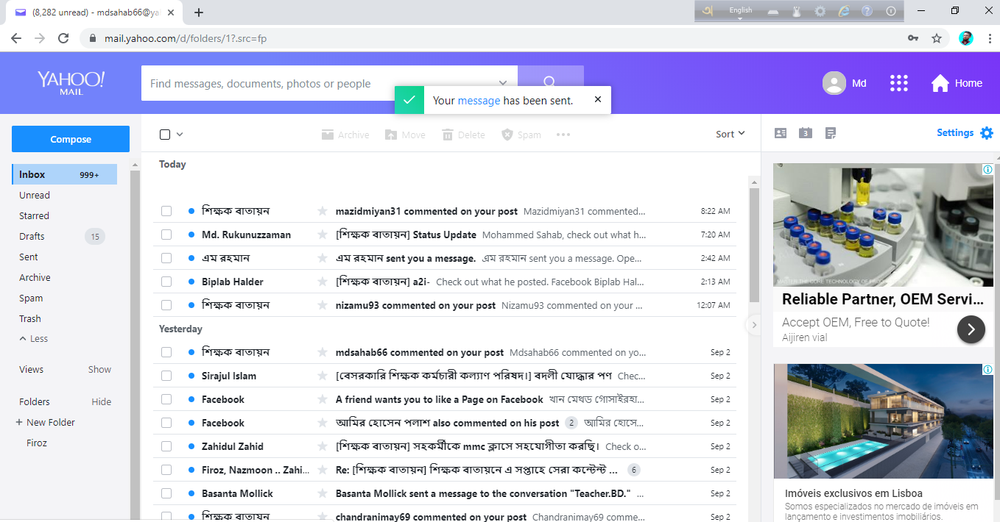 (8,282 unread) - mdsahab66@ya
English
mail.yahoo.com/d/folders/1?.src=fp
YAHOO!
MAIL
Find messages, documents, photos or people
Md
Home
Your message has been sent.
Compose
Archive Move Delete Spam
Sort
3
Settings
Inbox 999+
Unread
Starred
Drafts 15
Sent
Archive
Spam
Trash
Less
Views Show
Folders Hide
+ New Folder
Firoz
Today
শিক্ষক বাতায়ন mazidmiyan31 commented on your post Mazidmiyan31 commented... 8:22 AM
Md. Rukunuzzaman [শিক্ষক বাতায়ন] Status Update Mohammed Sahab, check out what h... 7:20 AM
এম রহমান এম রহমান sent you a message. এম রহমান sent you a message. Ope... 2:42 AM
Biplab Halder [শিক্ষক বাতায়ন] a2i- Check out what he posted. Facebook Biplab Hal... 2:13 AM
শিক্ষক বাতায়ন nizamu93 commented on your post Nizamu93 commented on your ... 12:07 AM
Yesterday
শিক্ষক বাতায়ন mdsahab66 commented on your post Mdsahab66 commented on yo... Sep 2
Sirajul Islam [বেসরকারি শিক্ষক কর্মচারী কল্যাণ পরিষদ।] বদলী যোদ্ধার পণ Chec... Sep 2
Facebook A friend wants you to like a Page on Facebook খান মেথড গোসাইরহা... Sep 2
Facebook আমির হোসেন পলাশ also commented on his post 2 আমির হোসে... Sep 2
Zahidul Zahid [শিক্ষক বাতায়ন] সহকর্মীকে mmc ক্লাসে সহযোগীতা করছি। Check o... Sep 2
Firoz, Nazmoon .. Zahi... Re: [শিক্ষক বাতায়ন] শিক্ষক বাতায়নে এ সপ্তাহে সেরা কন্টেন্ট ... 6 Sep 2
Basanta Mollick Basanta Mollick sent a message to the conversation "Teacher.BD." ... Sep 2
শিক্ষক বাতায়ন chandranimay69 commented on your post Chandranimay69 comme... Sep 2
MASTER THE CORE TECHNOLOGY OF
Reliable Partner, OEM Servi...
Accept OEM, Free to Quote!
Aijiren vial
Imóveis exclusivos em Lisboa
Somos especializados no mercado de imóveis em
lançamento e investimentos imobiliários.